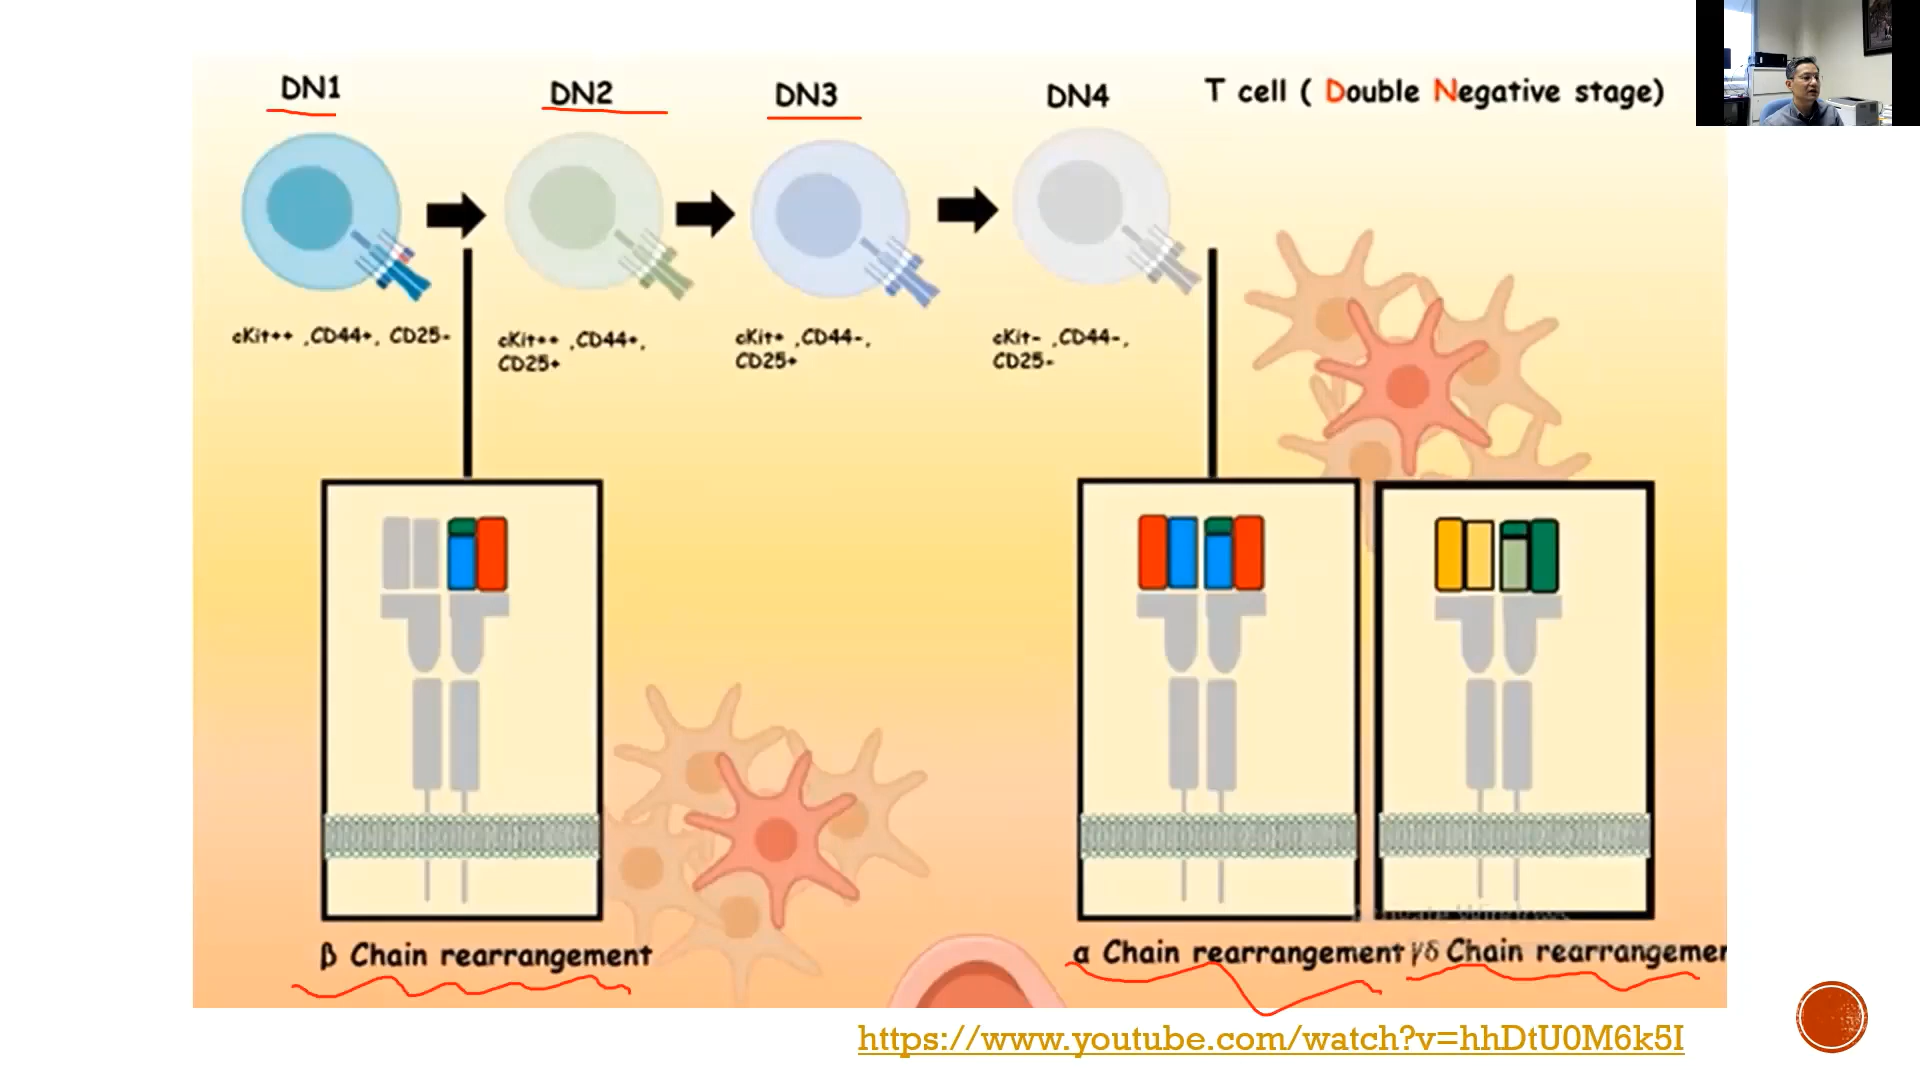 DN1
DN2
DN3
DN4
T cell ( Double Negative stage)
cKit++ ,CD44+, CD25-
cKit++ ,CD44+,
CD25+
cKit+ ,CD44-,
CD25+
cKit- ,CD44-,
CD25-
β Chain rearrangement
α Chain rearrangement
γδ Chain rearrangemer
https://www.youtube.com/watch?v=hhDtU0M6k5I